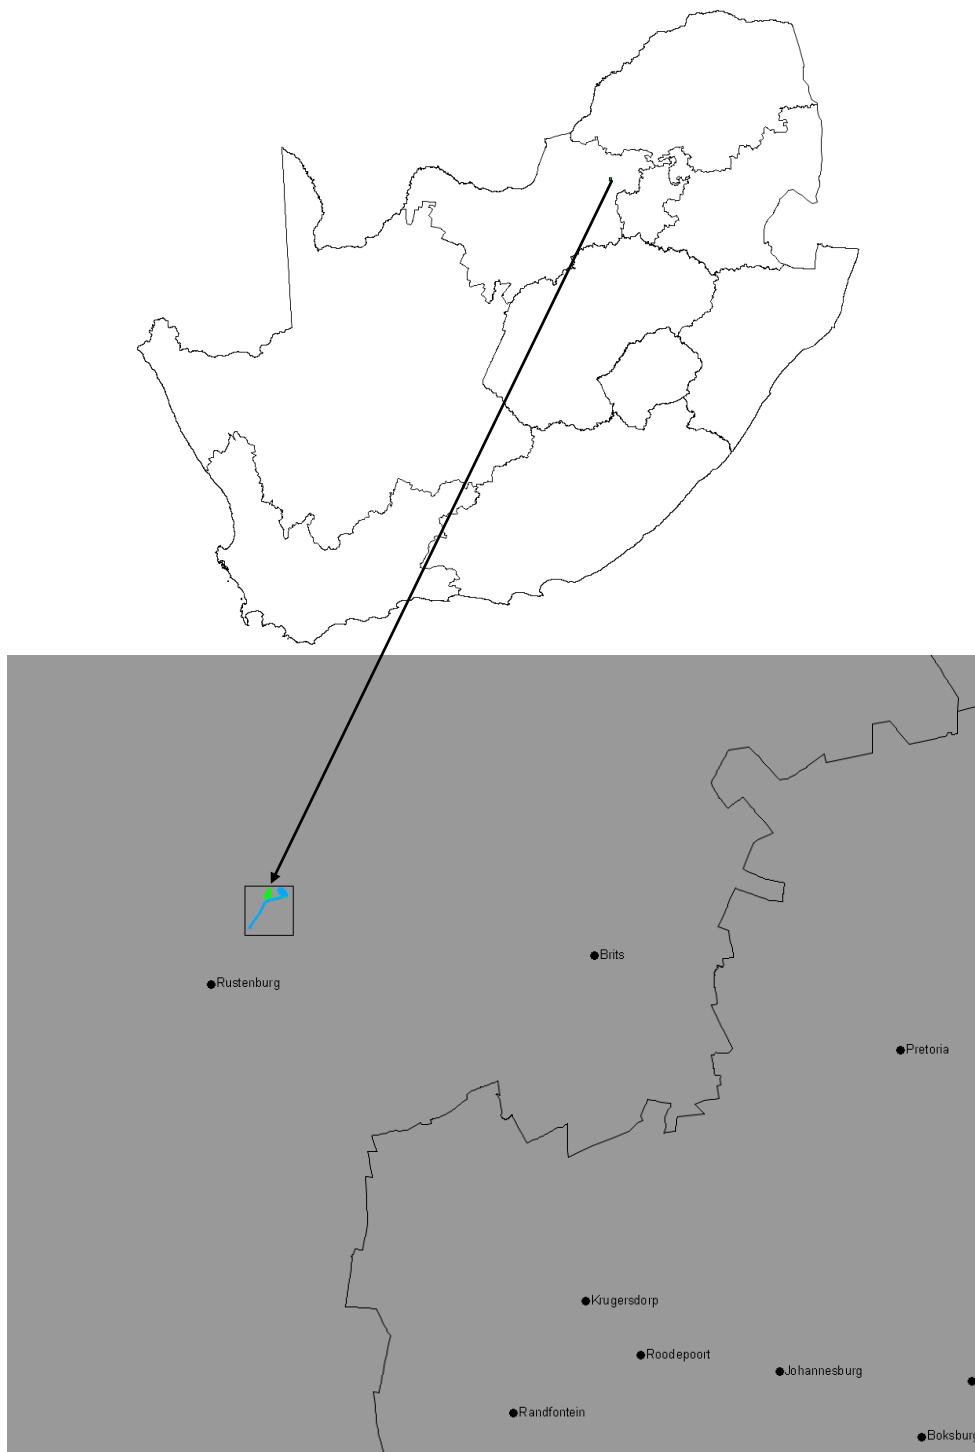 Brits
Rustenburg
Pretoria
Krugersdorp
Roodepoort
Johannesburg
Randfontein
Boksburg